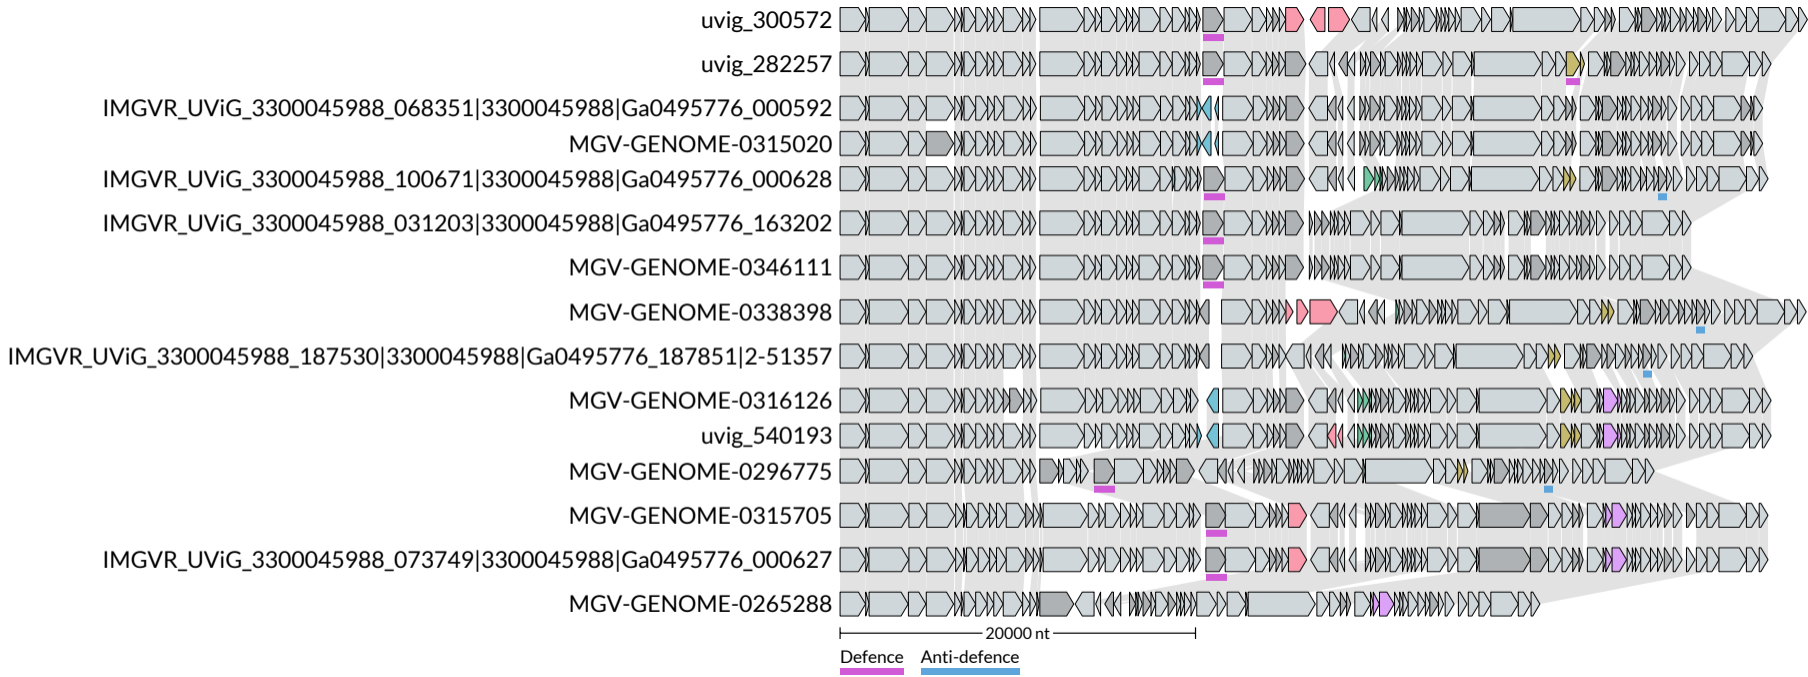 uvig_300572
uvig_282257
IMGVR_UViG_3300045988_068351|3300045988|Ga0495776_000592
MGV-GENOME-0315020
IMGVR_UViG_3300045988_100671|3300045988|Ga0495776_000628
IMGVR_UViG_3300045988_031203|3300045988|Ga0495776_163202
MGV-GENOME-0346111
MGV-GENOME-0338398
IMGVR_UViG_3300045988_187530|3300045988|Ga0495776_187851|2-51357
MGV-GENOME-0316126
uvig_540193
MGV-GENOME-0296775
MGV-GENOME-0315705
IMGVR_UViG_3300045988_073749|3300045988|Ga0495776_000627
MGV-GENOME-0265288
20000 nt
Defence Anti-defence